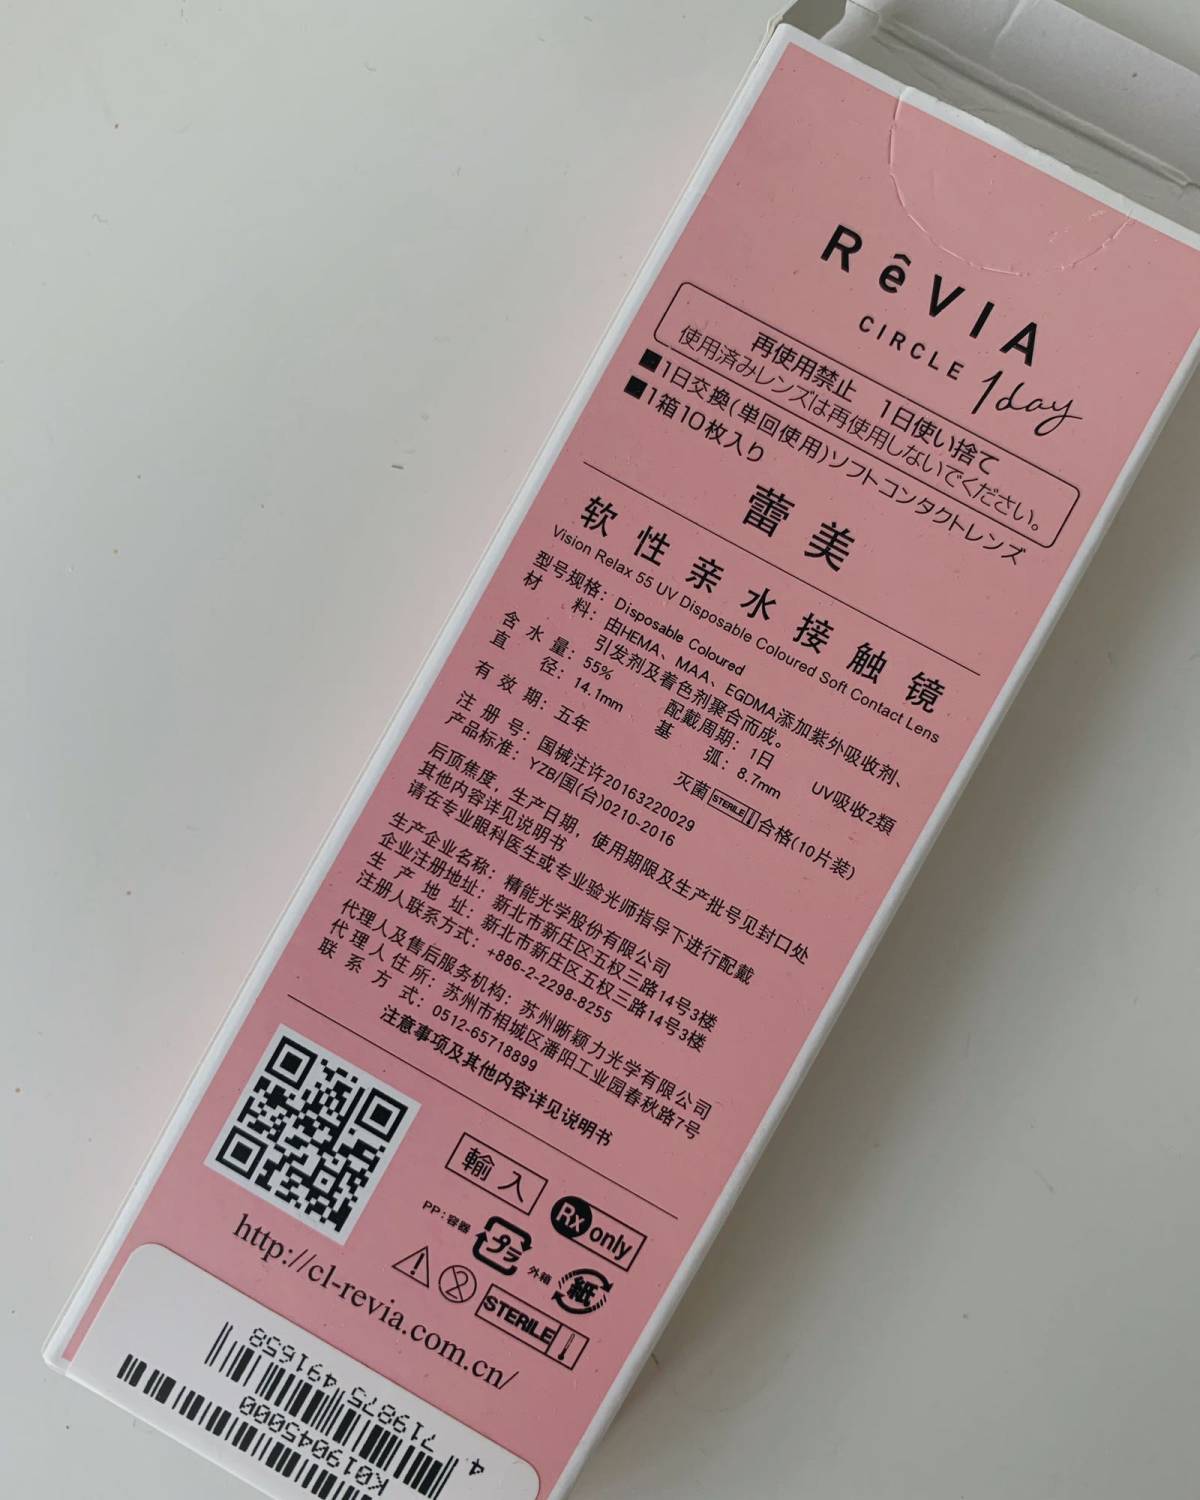 RêVIA
CIRCLE 1day
再使用禁止　1日使い捨て
使用済みレンズは再使用しないでください。
■1日交換(単回使用)ソフトコンタクトレンズ
■1箱10枚入り
蕾美
软性亲水接触镜
Vision Relax 55 UV Disposable Coloured Soft Contact Lens
型号规格：Disposable Coloured
材料：由HEMA、MAA、EGDMA添加紫外吸收剂、
引发剂及着色剂聚合而成。
含水量：55%　配戴周期：1日　UV吸收2類
直径：14.1mm　基弧：8.7mm
有效期：五年　灭菌 STERILE 合格(10片装)
注册号：国械注许20163220029
产品标准：YZB/国(台)0210-2016
后顶焦度，生产日期，使用期限及生产批号见封口处
其他内容详见说明书
请在专业眼科医生或专业验光师指导下进行配戴
生产企业名称：精能光学股份有限公司
企业注册地址：新北市新庄区五权三路14号3楼
生产地址：新北市新庄区五权三路14号3楼
注册人联系方式：+886-2-2298-8255
代理人及售后服务机构：苏州晰颖力光学有限公司
代理人住所：苏州市相城区潘阳工业园春秋路7号
联系方式：0512-65718899
注意事项及其他内容详见说明书
輸入
Rx only
PP：容器 プラ
外箱 紙
2
STERILE
http://cl-revia.com.cn/
4 719875 491658
K019045000